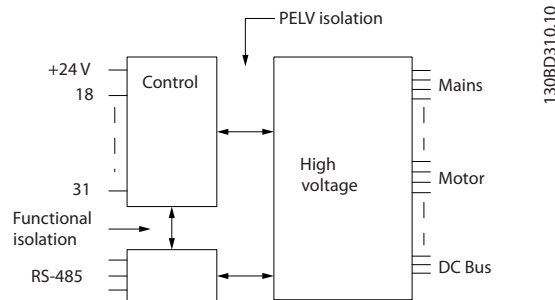 PELV isolation
130BD310.10
+24 V
Control
18
Mains
High
voltage
Motor
31
Functional
isolation
RS-485
DC Bus